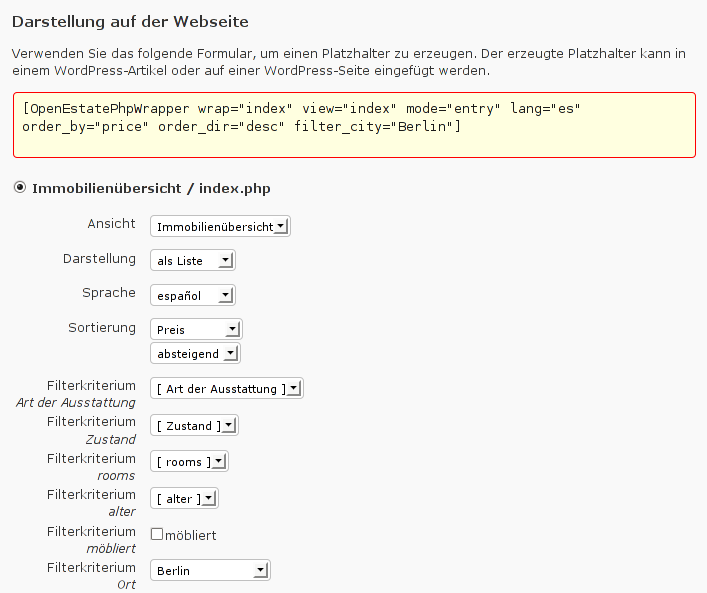 Darstellung auf der Webseite
Verwenden Sie das folgende Formular, um einen Platzhalter zu erzeugen. Der erzeugte Platzhalter kann in
einem WordPress-Artikel oder auf einer WordPress-Seite eingefügt werden.
[OpenEstatePhpWrapper wrap="index" view="index" mode="entry" lang="es"
order_by="price" order_dir="desc" filter_city="Berlin"]
Immobilienübersicht / index.php
Ansicht Immobilienübersicht
Darstellung als Liste
Sprache español
Sortierung Preis
absteigend
Filterkriterium [ Art der Ausstattung ]
Art der Ausstattung
Filterkriterium [ Zustand ]
Zustand
Filterkriterium [ rooms ]
rooms
Filterkriterium [ alter ]
alter
Filterkriterium möbliert
möbliert
Filterkriterium Berlin
Ort